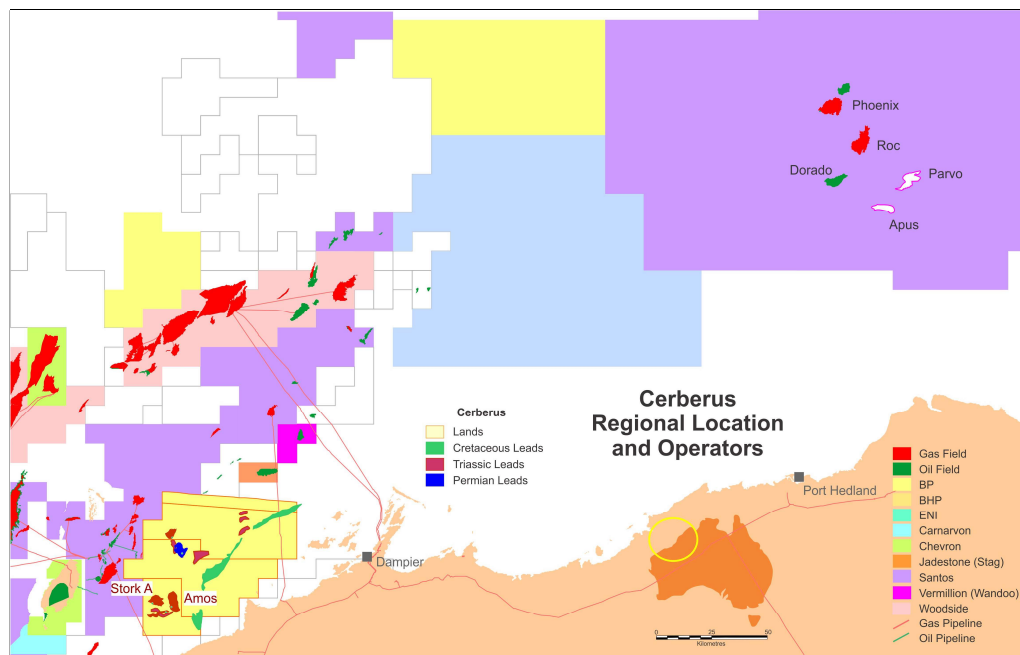 Phoenix
Roc
Dorado
Parvo
Apus
Cerberus
Regional Location
and Operators
Cerberus
Lands
Cretaceous Leads
Triassic Leads
Permian Leads
Port Hedland
Dampier
Stork A
Amos
0 25 50
Kilometres
Gas Field
Oil Field
BP
BHP
ENI
Carnarvon
Chevron
Jadestone (Stag)
Santos
Vermillion (Wandoo)
Woodside
Gas Pipeline
Oil Pipeline